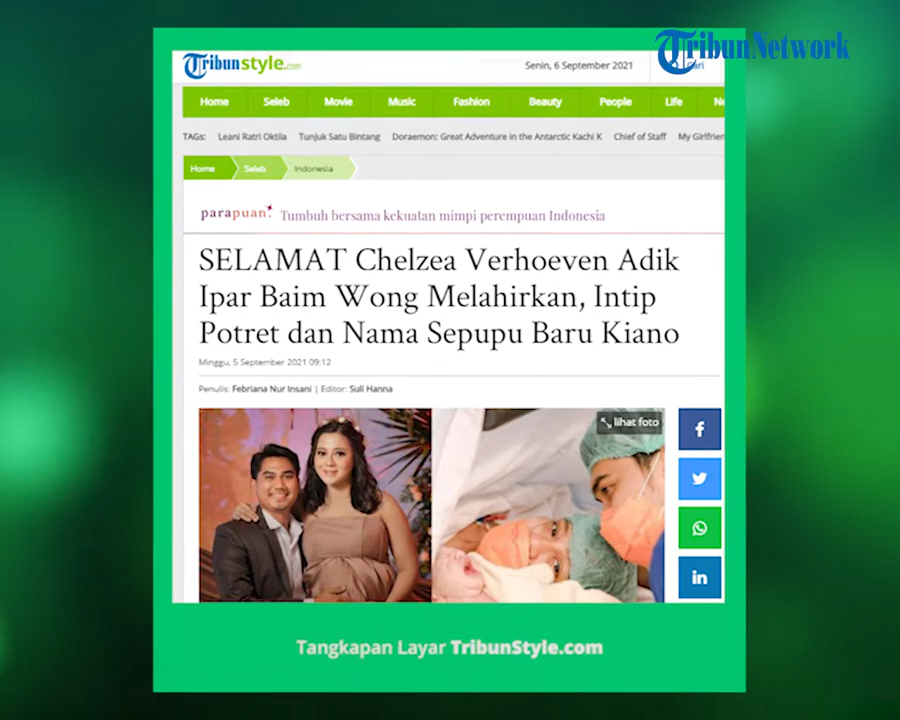 TribunNetwork
Tribunstyle.com
Senin, 6 September 2021
Cari
Home Seleb Movie Music Fashion Beauty People Life
TAGs: Leani Ratri Oktila Tunjuk Satu Bintang Doraemon: Great Adventure in the Antarctic Kachi K Chief of Staff My Girlfrien
Home Seleb Indonesia
parapuan. Tumbuh bersama kekuatan mimpi perempuan Indonesia
SELAMAT Chelzea Verhoeven Adik
Ipar Baim Wong Melahirkan, Intip
Potret dan Nama Sepupu Baru Kiano
Minggu, 5 September 2021 09:12
Penulis: Febriana Nur Insani | Editor: Suli Hanna
lihat foto
Tangkapan Layar TribunStyle.com